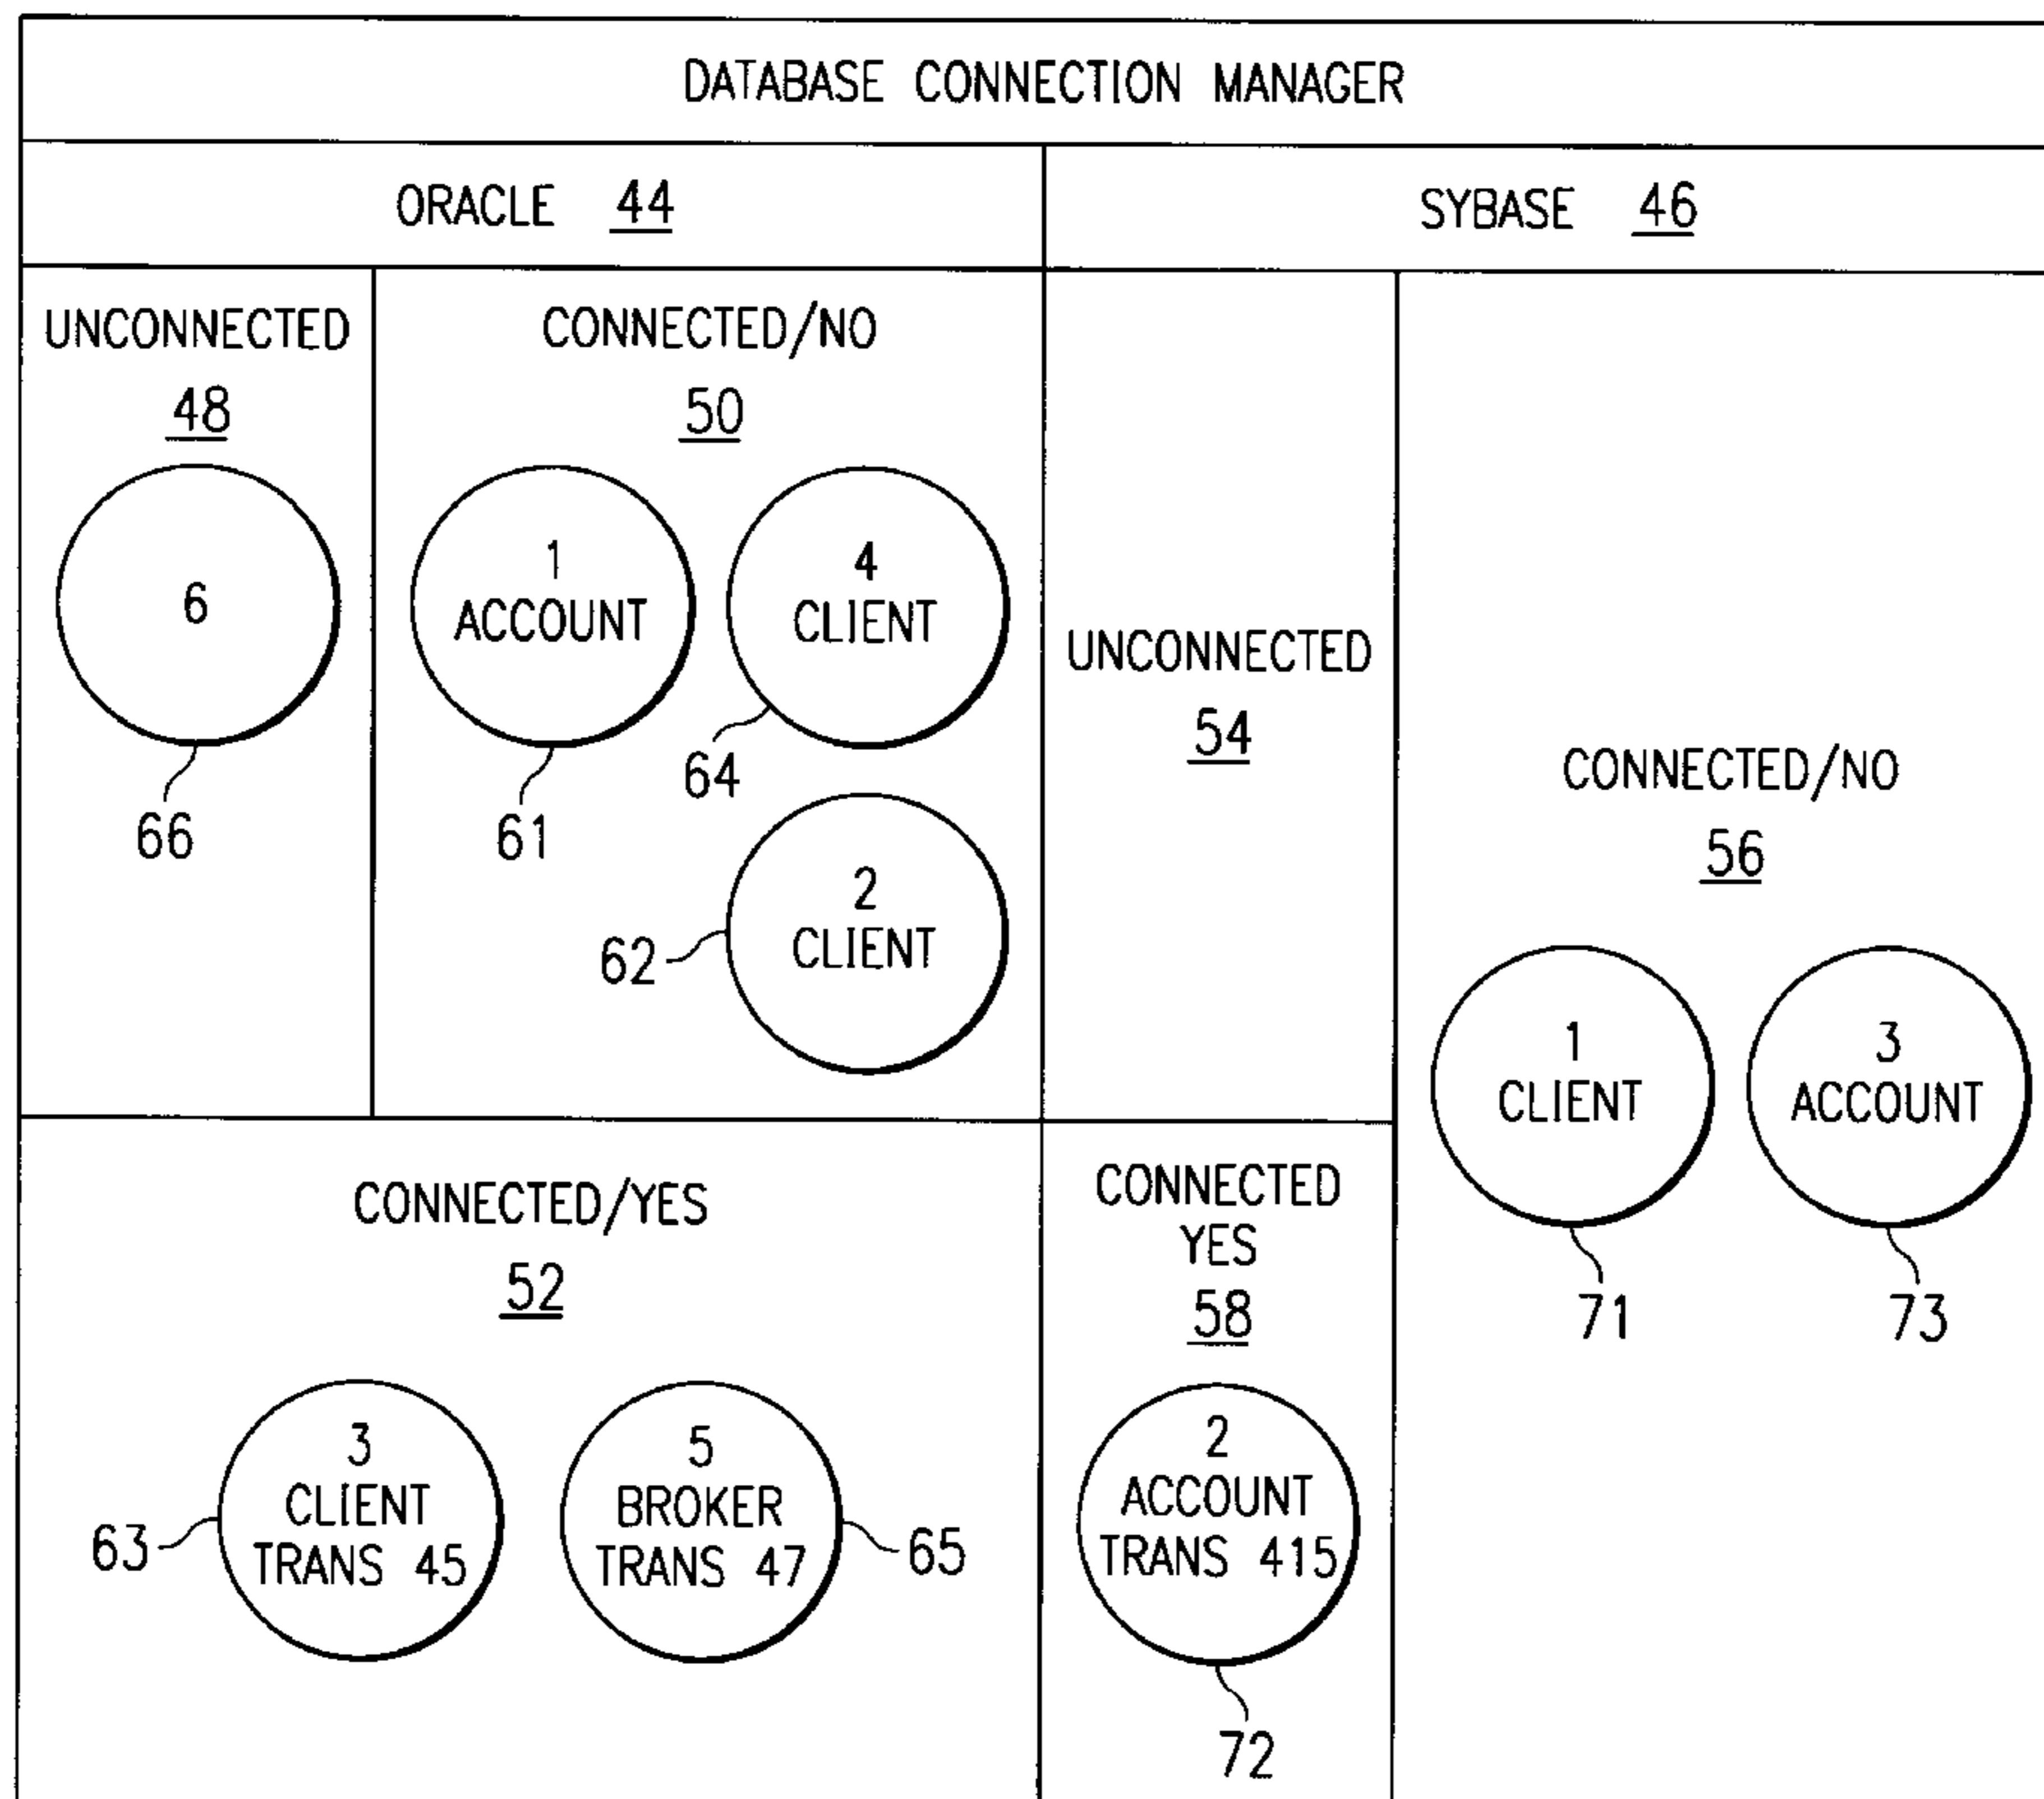 DATABASE CONNECTION MANAGER
ORACLE 44
SYBASE 46
UNCONNECTED
48
6
66
CONNECTED/NO
50
1
ACCOUNT
61
4
CLIENT
64
2
CLIENT
62
CONNECTED/YES
52
3
CLIENT
TRANS 45
63
5
BROKER
TRANS 47
65
UNCONNECTED
54
CONNECTED
YES
58
2
ACCOUNT
TRANS 415
72
CONNECTED/NO
56
1
CLIENT
71
3
ACCOUNT
73